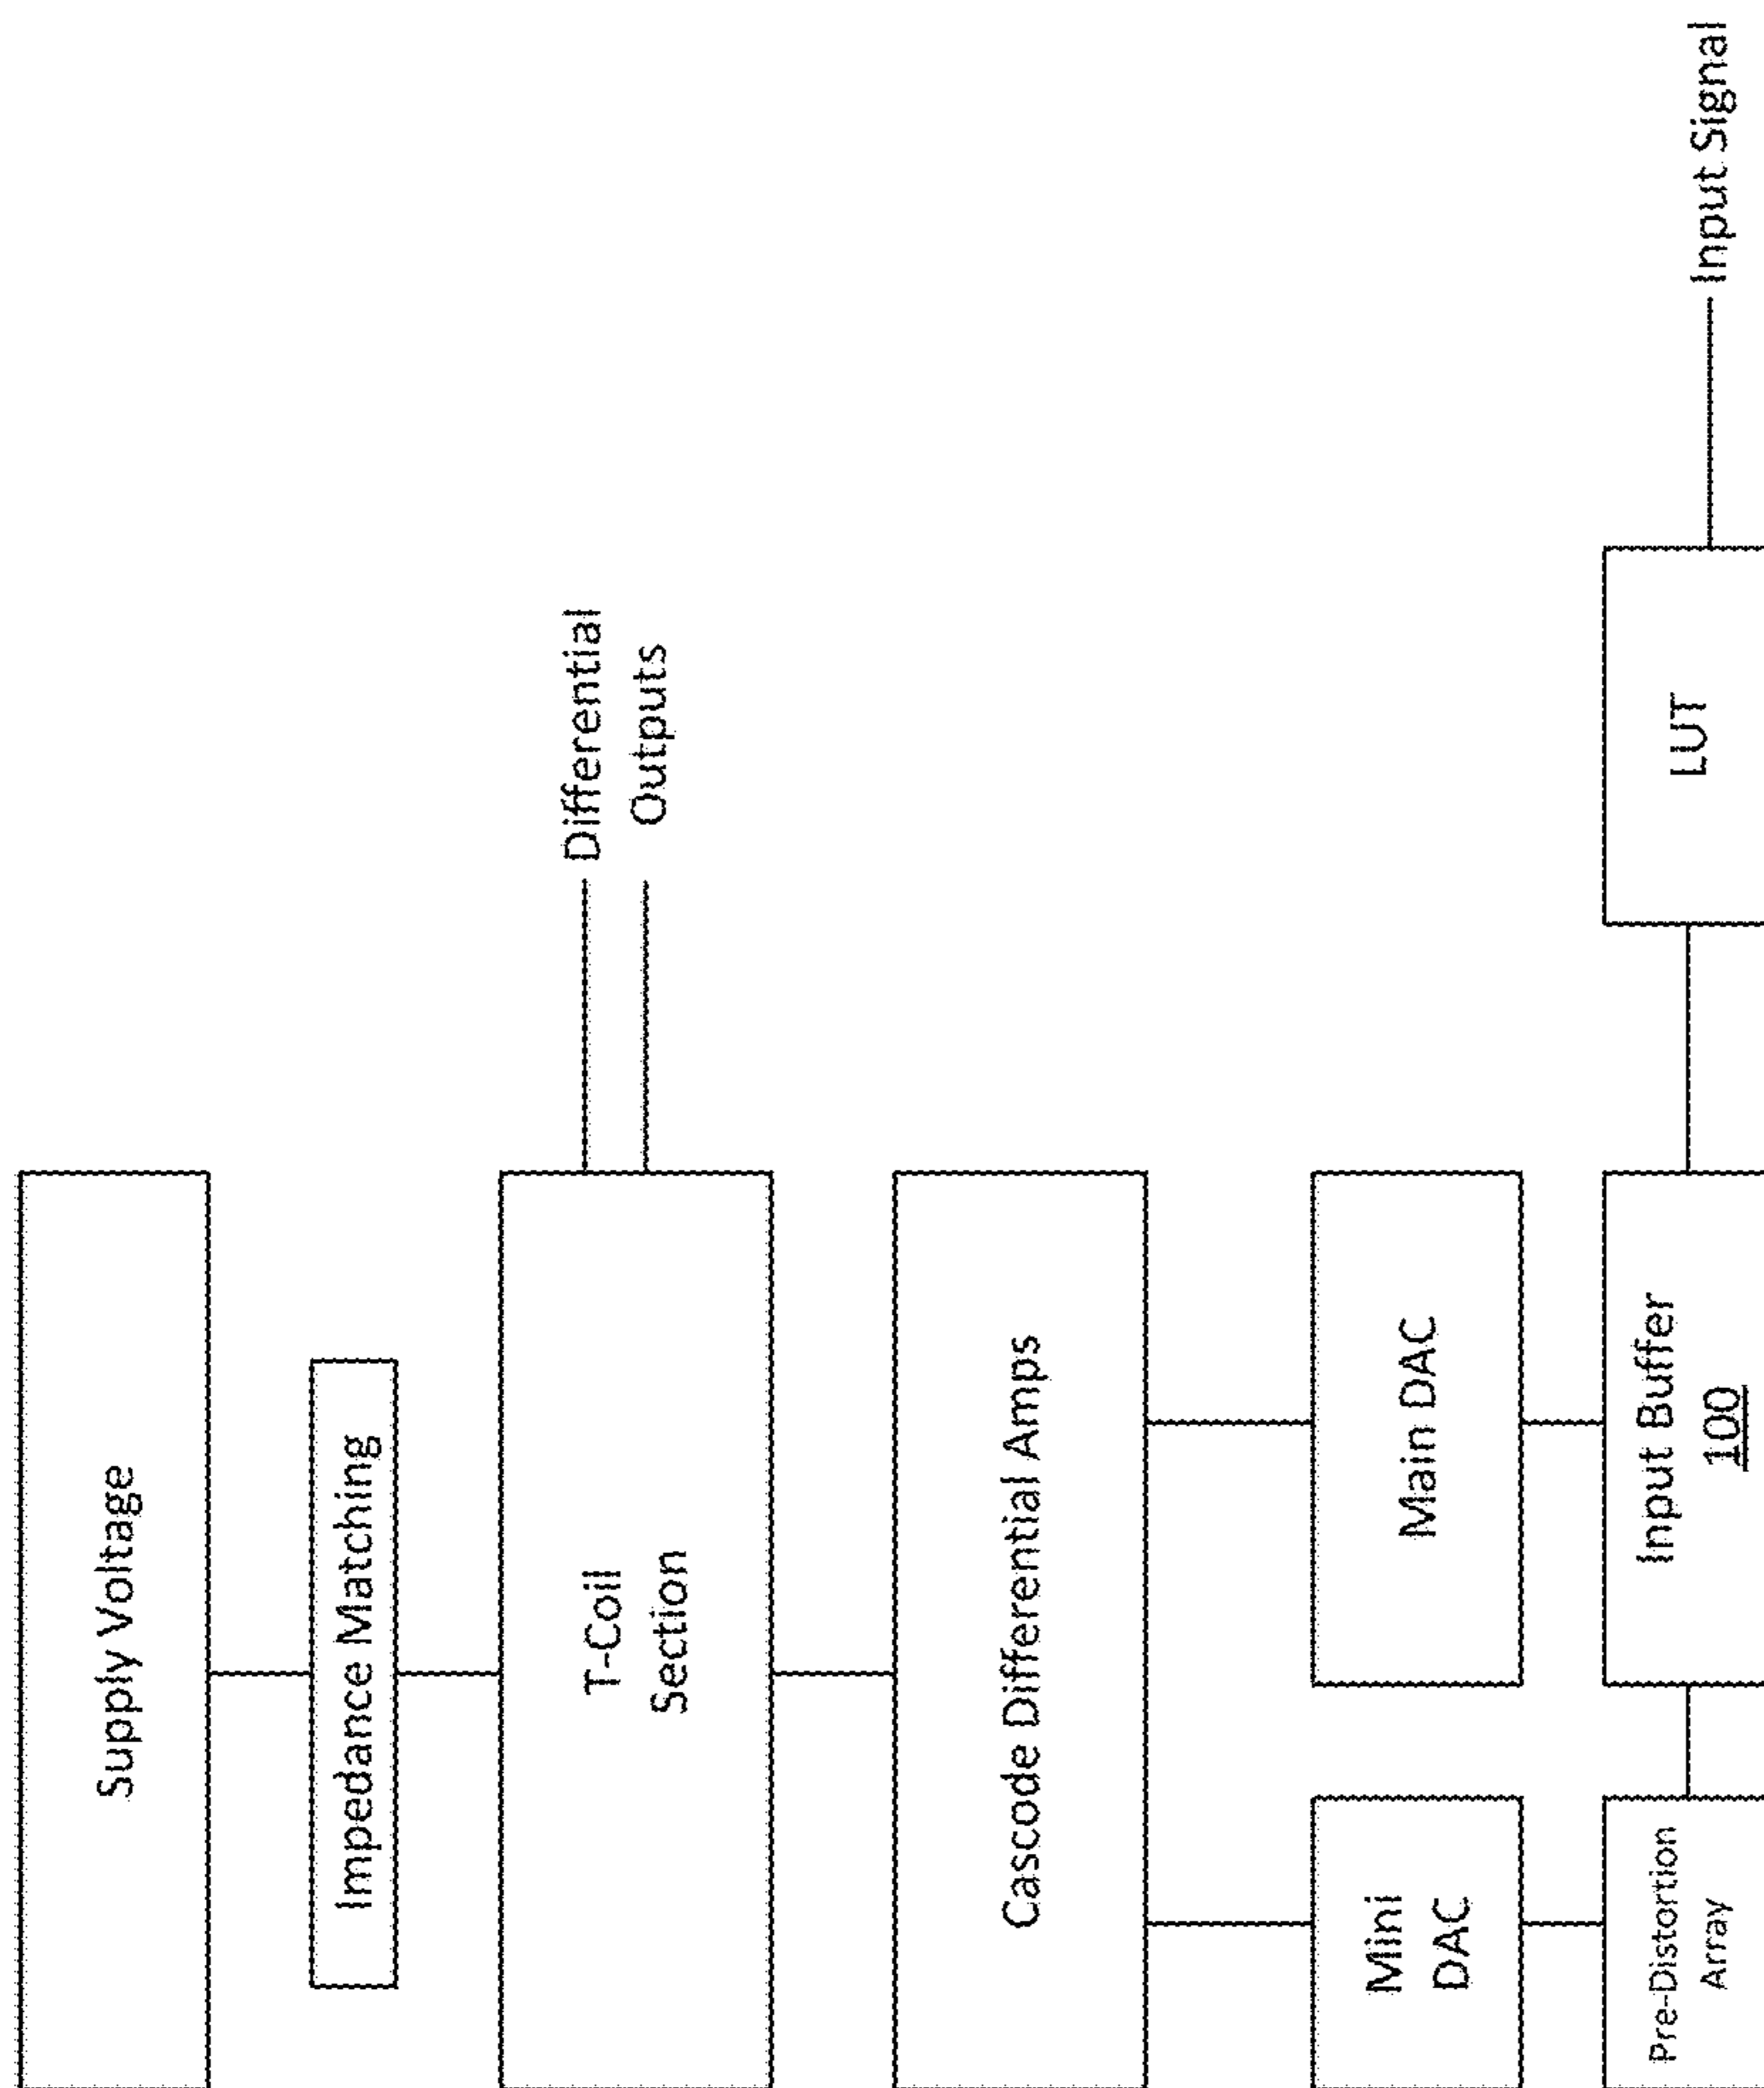 Supply Voltage
Impedance Matching
T-Coil
Section
Differential
Outputs
Cascode Differential Amps
Mini
DAC
Main DAC
Pre-Distortion
Array
Input Buffer
100
LUT
Input Signal